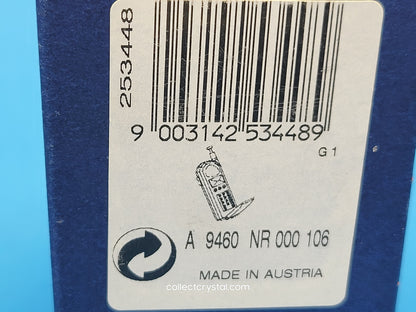 253448
9 003142 534489
G1
A 9460 NR 000 106
MADE IN AUSTRIA
collectcrystal.com